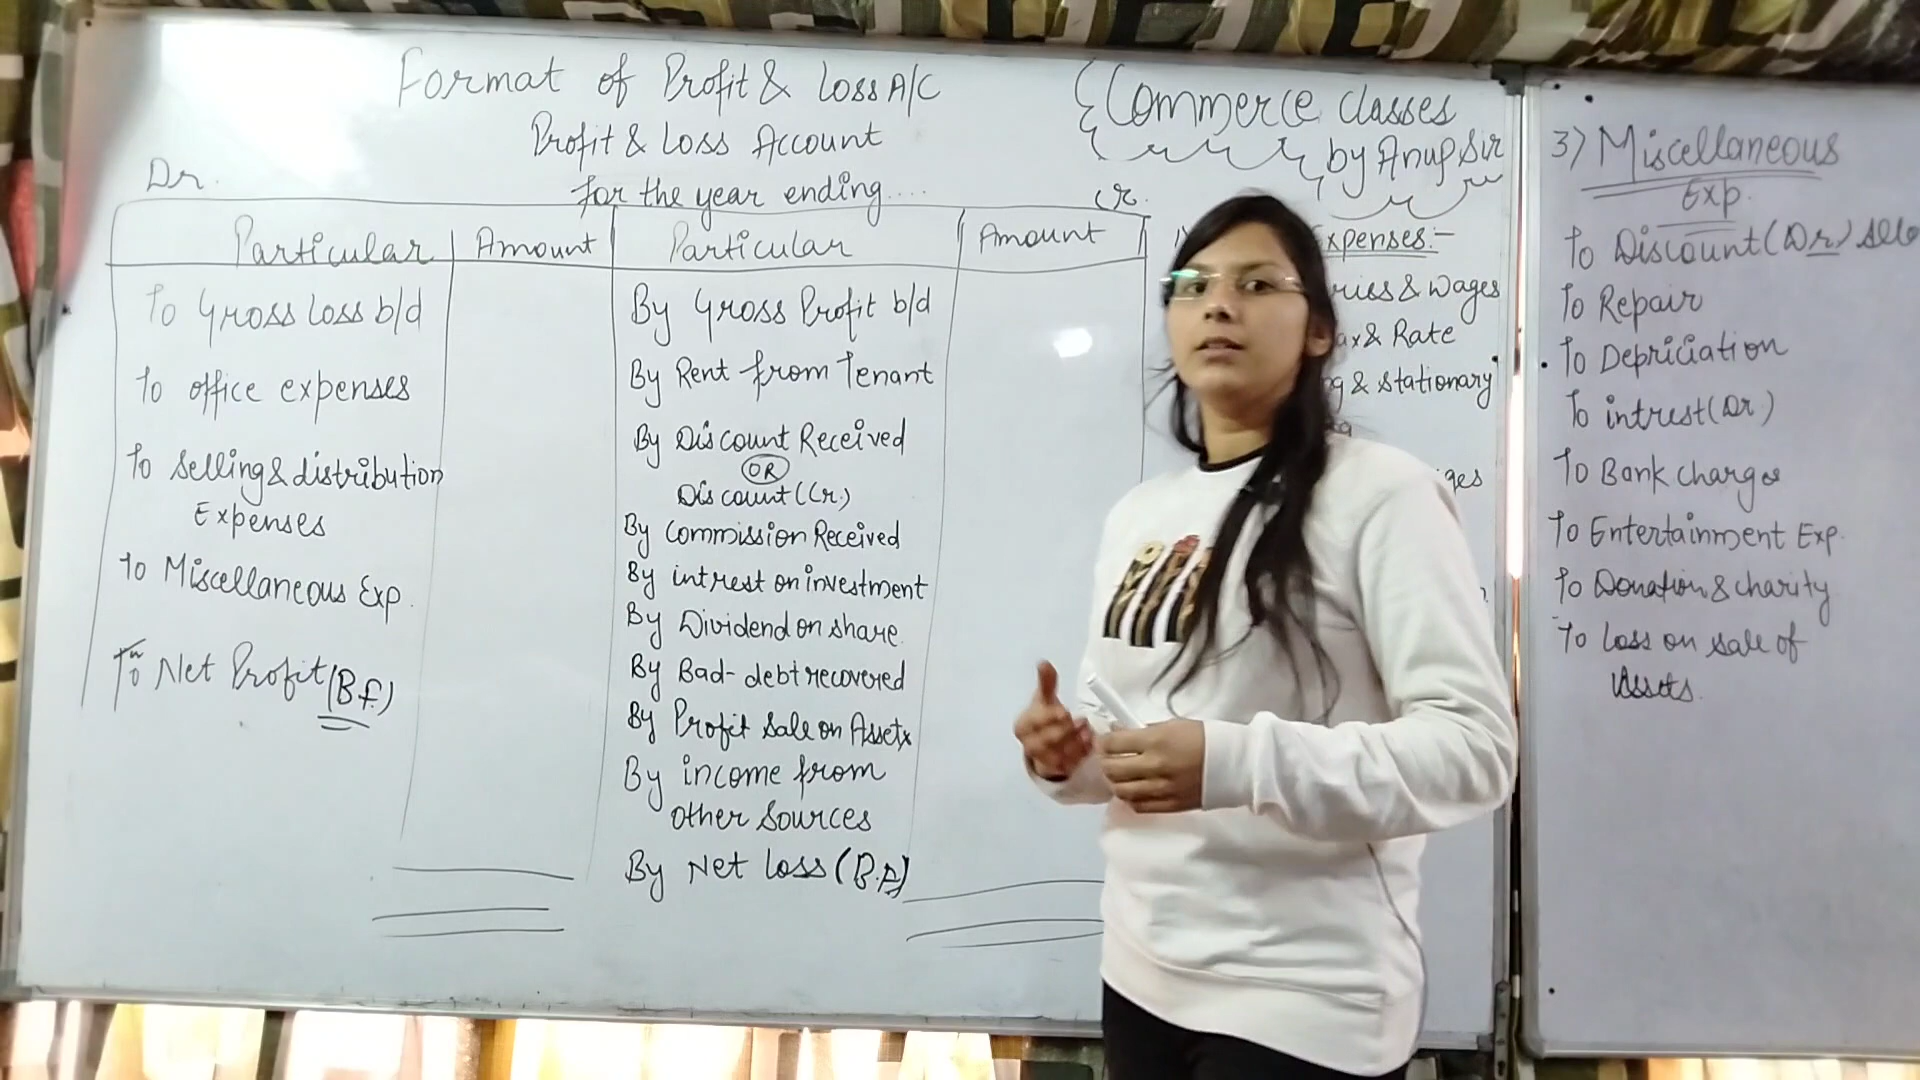 Format of Profit & Loss A/C
Profit & Loss Account
for the year ending....
Dr.
Cr.
Particular
Amount
Particular
Amount
To Gross Loss b/d
To office expenses
To Selling & distribution
Expenses
To Miscellaneous Exp.
To Net Profit (B.f.)
By Gross Profit b/d
By Rent from Tenant
By Discount Received
OR
Discount (Cr.)
By Commission Received
By intrest on investment
By Dividend on share
By Bad-debt recovered
By Profit Sale on Assets
By income from
other Sources
By Net Loss (B.F)
Commerce classes
by Anup Sir
xpenses:-
ries & Wages
ax & Rate
g & Stationary
ges
3) Miscellaneous
Exp.
To Discount (Dr)
To Repair
To Depriciation
To intrest (Dr.)
To Bank charges
To Entertainment Exp.
To Donation & charity
To Loss on sale of
Assets.